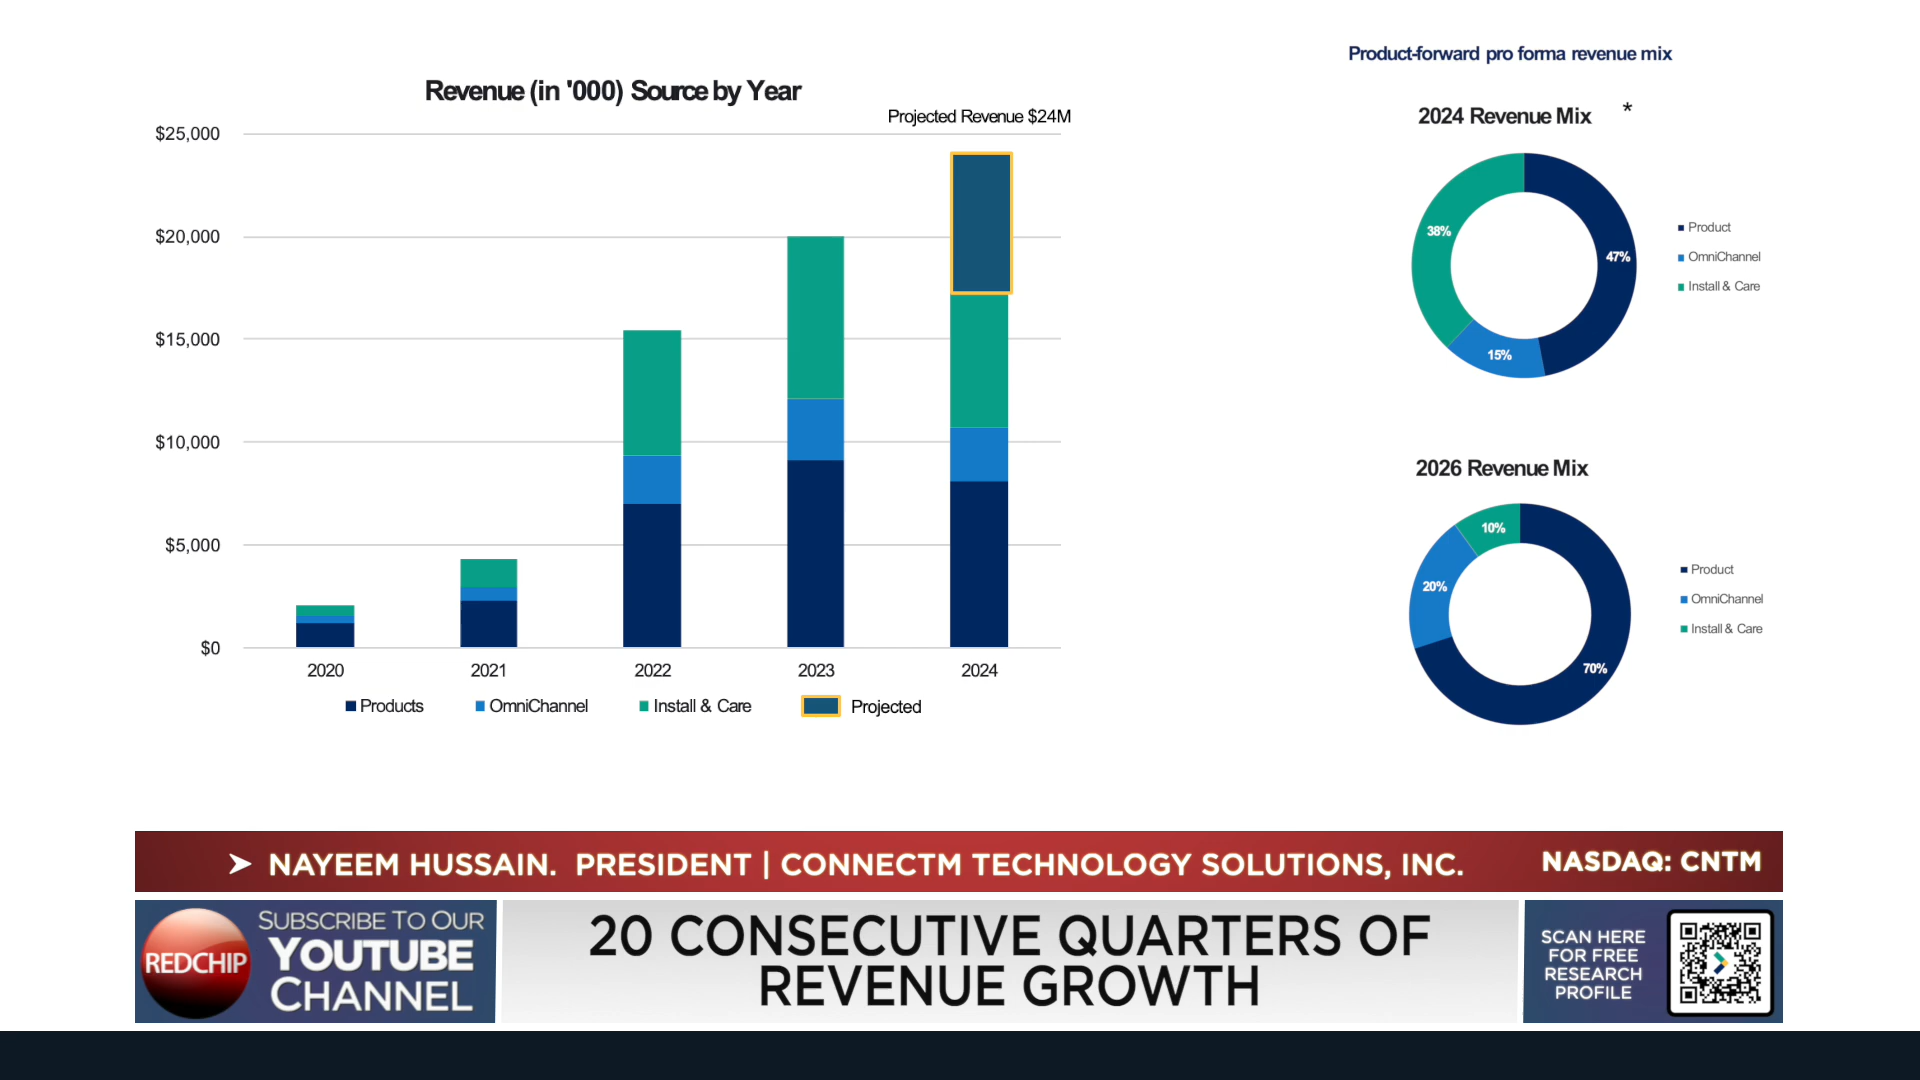 Product-forward pro forma revenue mix
Revenue (in '000) Source by Year
Projected Revenue $24M
$25,000
$20,000
$15,000
$10,000
$5,000
$0
2020
2021
2022
2023
2024
Products
OmniChannel
Install & Care
Projected
2024 Revenue Mix *
38%
47%
15%
Product
OmniChannel
Install & Care
2026 Revenue Mix
10%
20%
70%
Product
OmniChannel
Install & Care
NAYEEM HUSSAIN. PRESIDENT | CONNECTM TECHNOLOGY SOLUTIONS, INC.
NASDAQ: CNTM
REDCHIP
SUBSCRIBE TO OUR
YOUTUBE
CHANNEL
20 CONSECUTIVE QUARTERS OF
REVENUE GROWTH
SCAN HERE
FOR FREE
RESEARCH
PROFILE